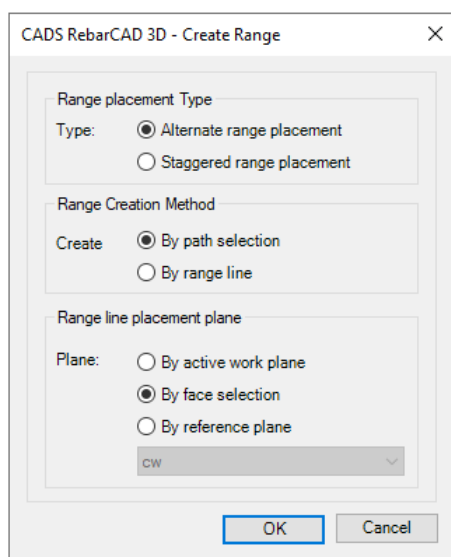 CADS RebarCAD 3D - Create Range
Range placement Type
Type:
Alternate range placement
Staggered range placement
Range Creation Method
Create
By path selection
By range line
Range line placement plane
Plane:
By active work plane
By face selection
By reference plane
cw
OK
Cancel